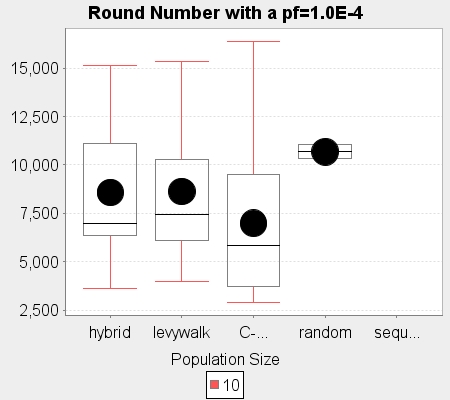 Round Number with a pf=1.0E-4
15,000
12,500
10,000
7,500
5,000
2,500
hybrid levywalk C-... random sequ...
Population Size
10